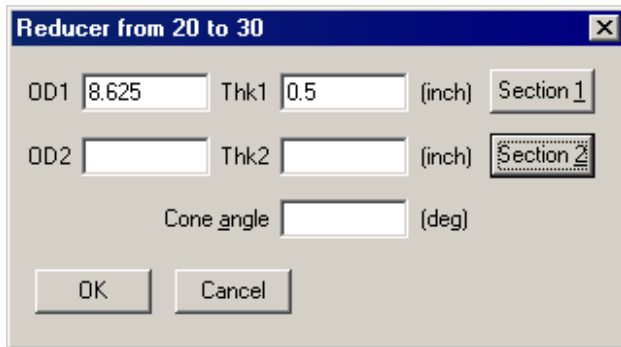 Reducer from 20 to 30
OD1 8.625 Thk1 0.5 (inch) Section 1
OD2 Thk2 (inch) Section 2
Cone angle (deg)
OK Cancel